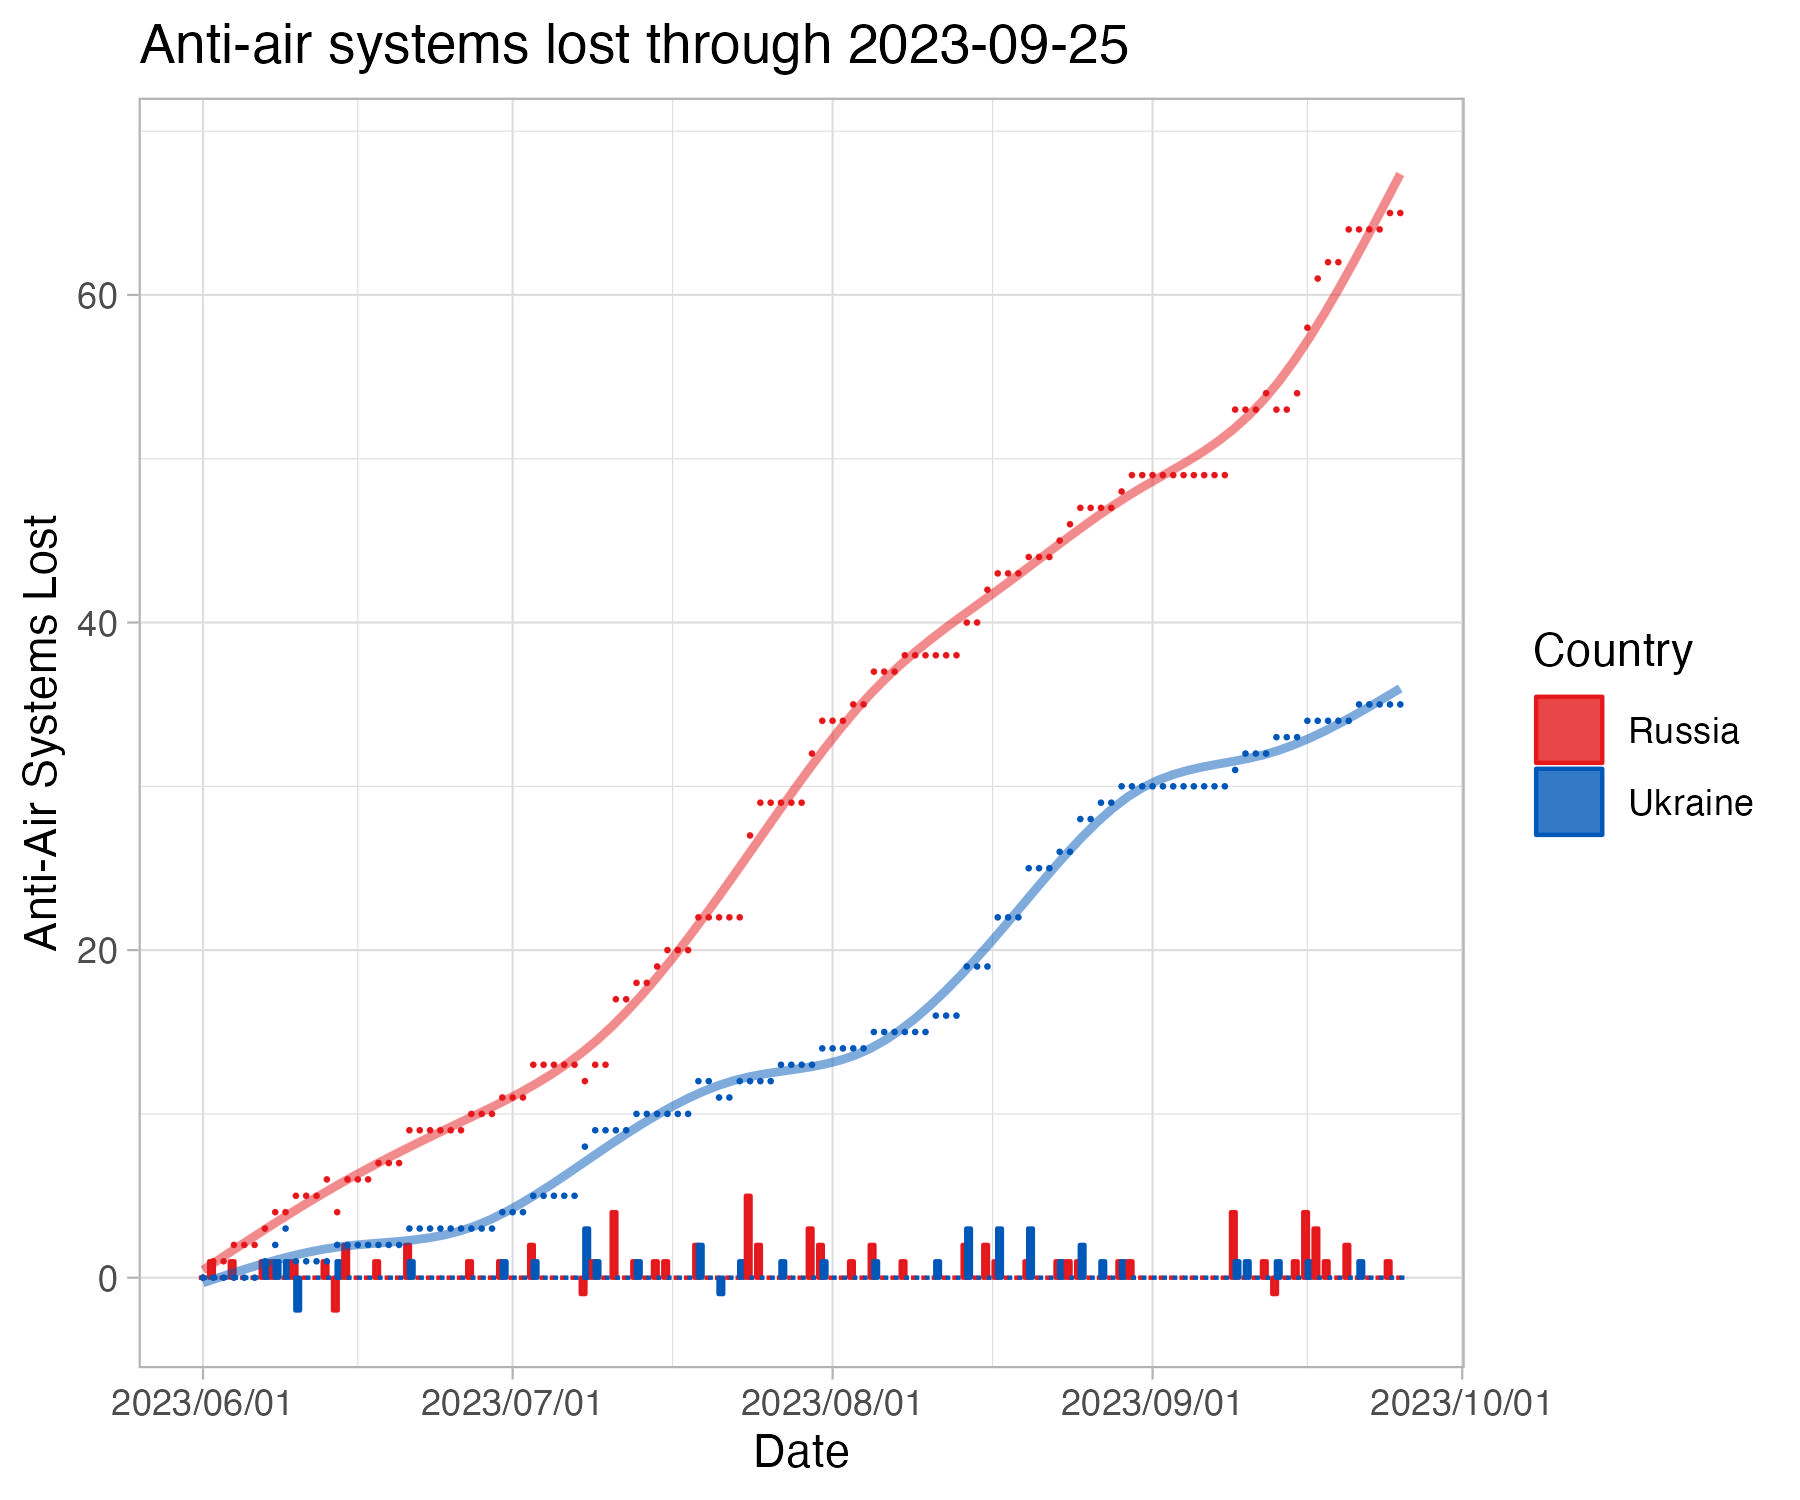 Anti-air systems lost through 2023-09-25
Anti-Air Systems Lost
60
40
20
0
2023/06/01
2023/07/01
2023/08/01
2023/09/01
2023/10/01
Date
Country
Russia
Ukraine